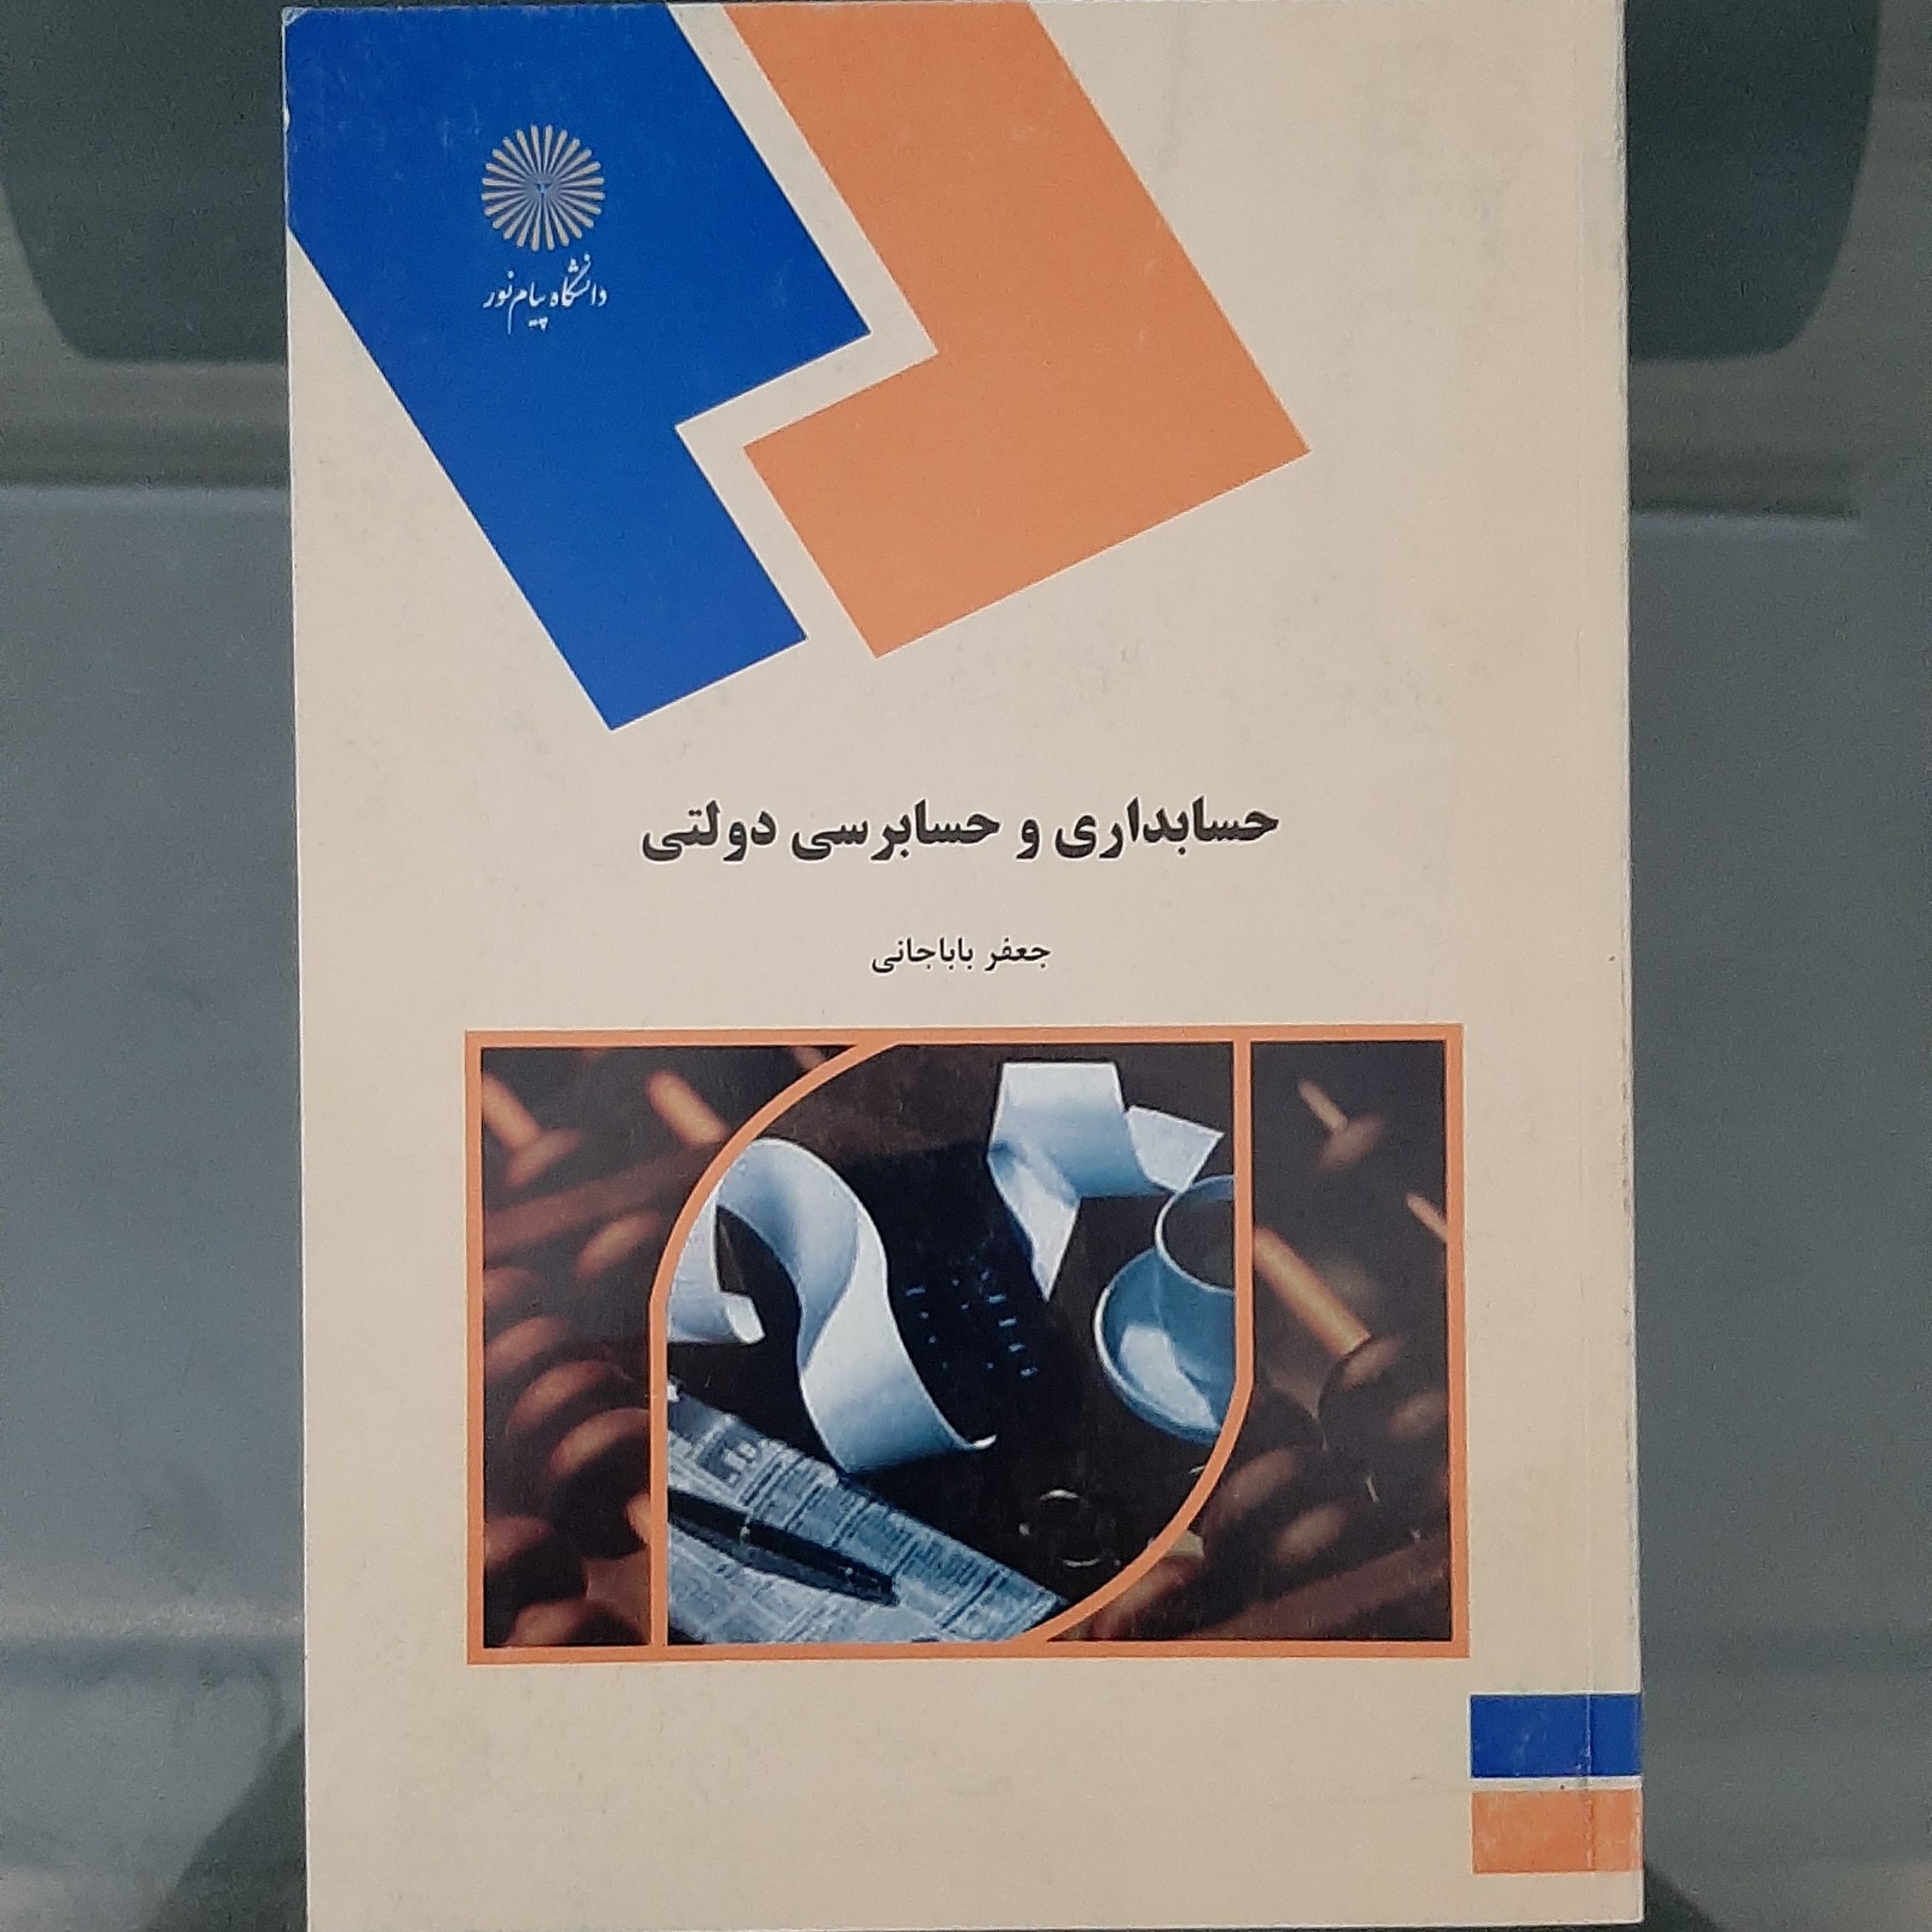 دانشگاه پیام نور
حسابداری و حسابرسی دولتی
جعفر باباجانی